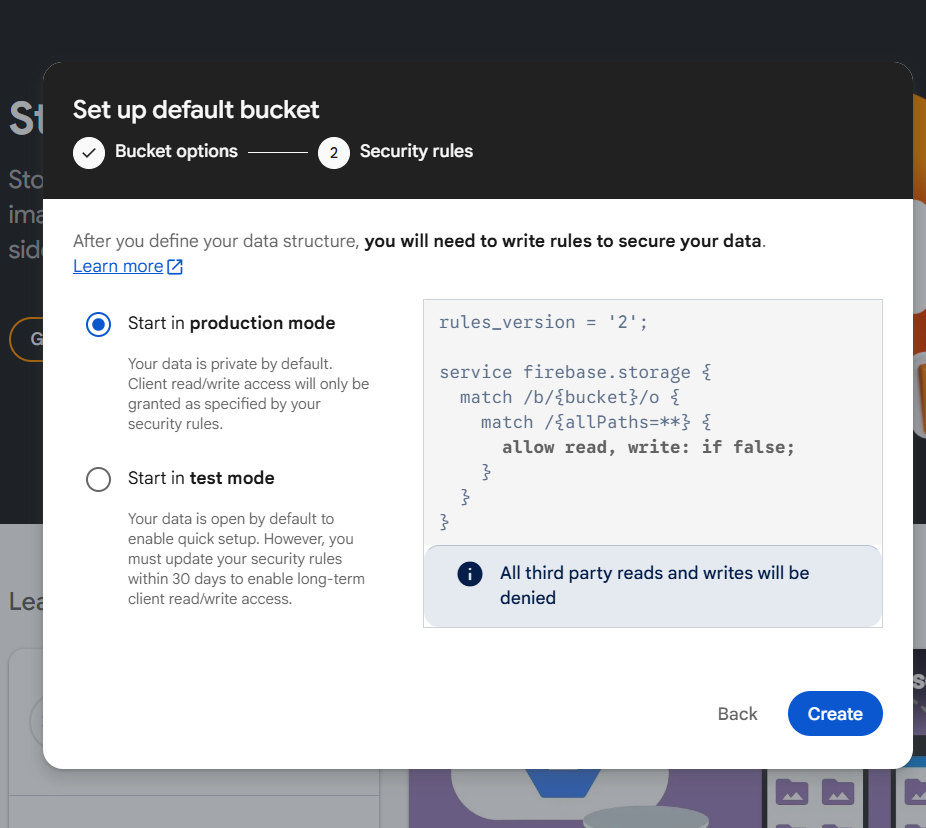 Set up default bucket
Bucket options
2 Security rules
After you define your data structure, you will need to write rules to secure your data.
Learn more
Start in production mode
Your data is private by default.
Client read/write access will only be
granted as specified by your
security rules.
Start in test mode
Your data is open by default to
enable quick setup. However, you
must update your security rules
within 30 days to enable long-term
client read/write access.
rules_version = '2';
service firebase.storage {
match /b/{bucket}/o {
match /{allPaths=**} {
allow read, write: if false;
}
}
}
All third party reads and writes will be
denied
Back
Create